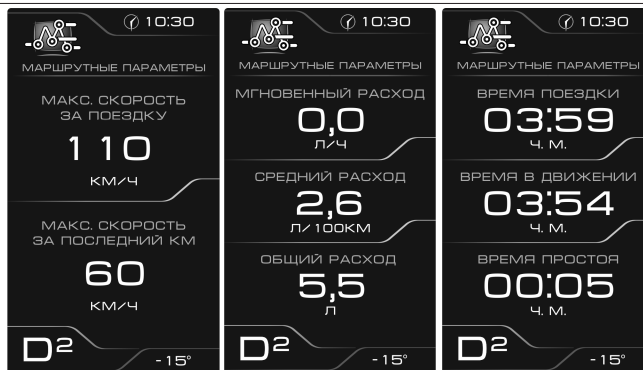 10:30
МАРШРУТНЫЕ ПАРАМЕТРЫ
МАКС. СКОРОСТЬ
ЗА ПОЕЗДКУ
110
КМ/Ч
МАКС. СКОРОСТЬ
ЗА ПОСЛЕДНИЙ КМ
60
КМ/Ч
D²
-15°
10:30
МАРШРУТНЫЕ ПАРАМЕТРЫ
МГНОВЕННЫЙ РАСХОД
0,0
Л/Ч
СРЕДНИЙ РАСХОД
2,6
Л/100КМ
ОБЩИЙ РАСХОД
5,5
Л
D²
-15°
10:30
МАРШРУТНЫЕ ПАРАМЕТРЫ
ВРЕМЯ ПОЕЗДКИ
03:59
Ч. М.
ВРЕМЯ В ДВИЖЕНИИ
03:54
Ч. М.
ВРЕМЯ ПРОСТОЯ
00:05
Ч. М.
D²
-15°